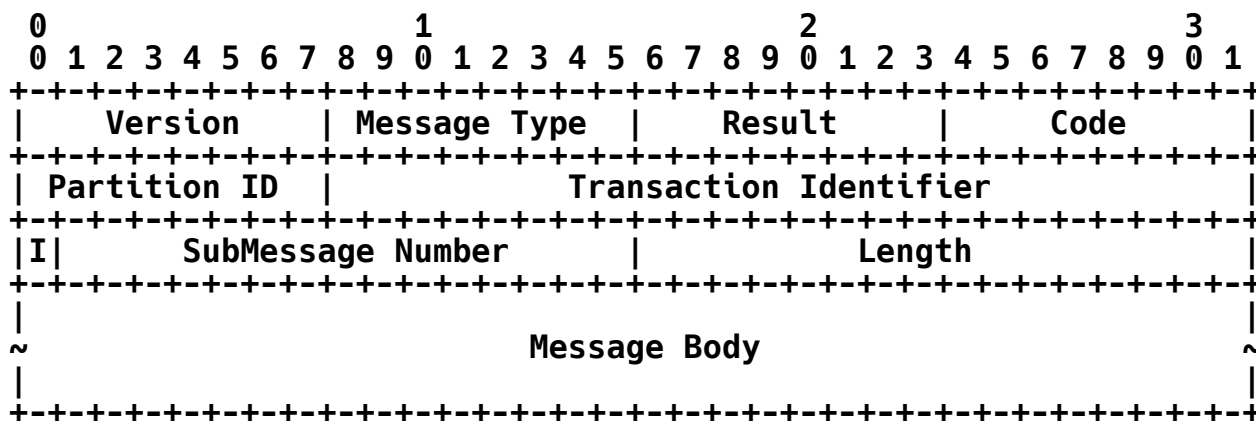 0                   1                   2                   3
 0 1 2 3 4 5 6 7 8 9 0 1 2 3 4 5 6 7 8 9 0 1 2 3 4 5 6 7 8 9 0 1
+-+-+-+-+-+-+-+-+-+-+-+-+-+-+-+-+-+-+-+-+-+-+-+-+-+-+-+-+-+-+-+-+
|    Version    | Message Type  |    Result     |     Code      |
+-+-+-+-+-+-+-+-+-+-+-+-+-+-+-+-+-+-+-+-+-+-+-+-+-+-+-+-+-+-+-+-+
| Partition ID  |            Transaction Identifier             |
+-+-+-+-+-+-+-+-+-+-+-+-+-+-+-+-+-+-+-+-+-+-+-+-+-+-+-+-+-+-+-+-+
|I|      SubMessage Number      |           Length              |
+-+-+-+-+-+-+-+-+-+-+-+-+-+-+-+-+-+-+-+-+-+-+-+-+-+-+-+-+-+-+-+-+
|                                                               |
~                          Message Body                         ~
|                                                               |
+-+-+-+-+-+-+-+-+-+-+-+-+-+-+-+-+-+-+-+-+-+-+-+-+-+-+-+-+-+-+-+-+